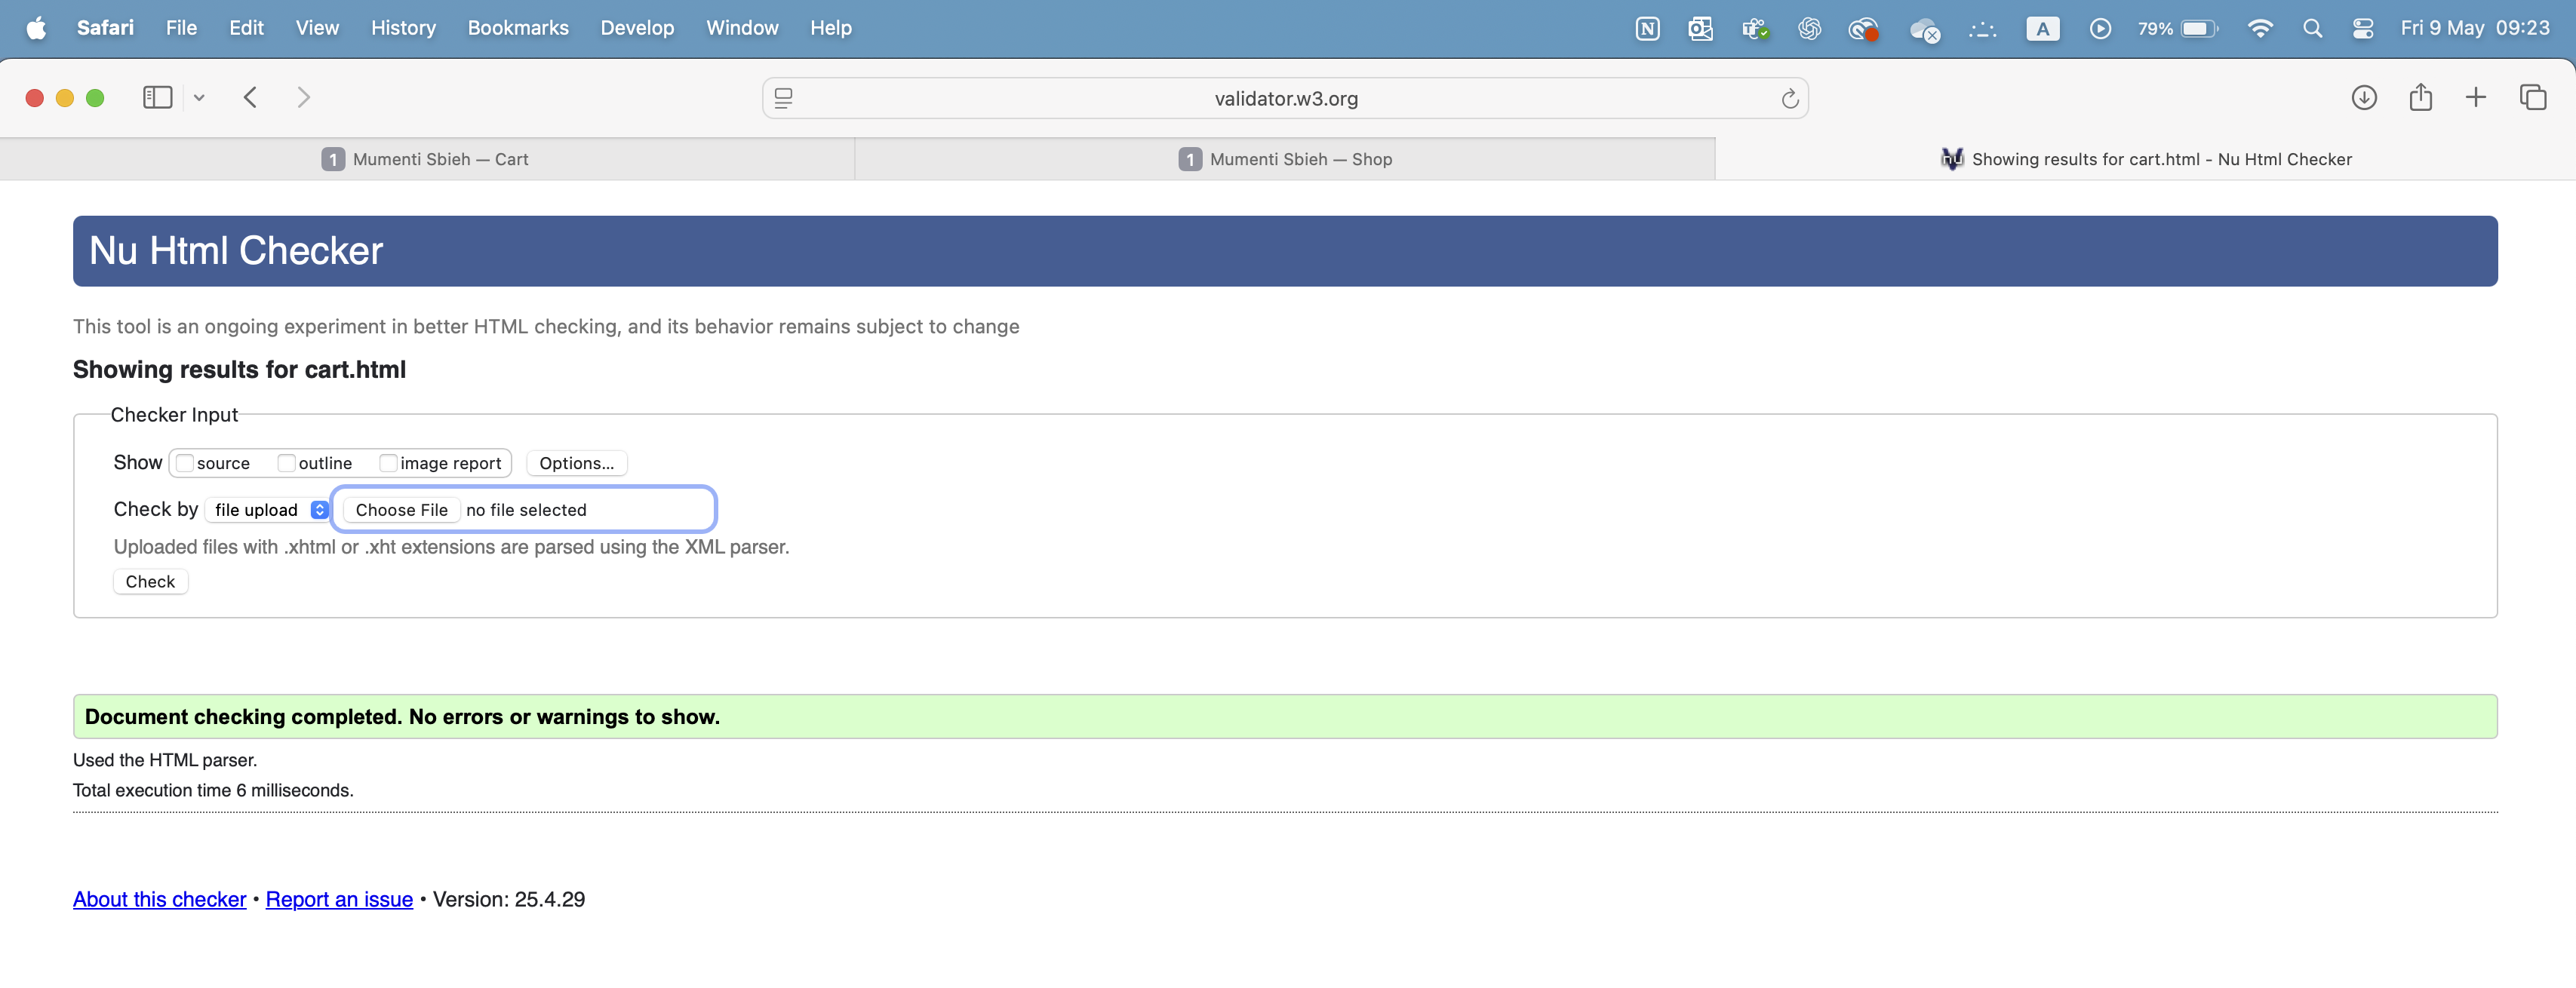 Safari File Edit View History Bookmarks Develop Window Help A 79% Fri 9 May 09:23
validator.w3.org
1 Mumenti Sbieh — Cart 1 Mumenti Sbieh — Shop nu Showing results for cart.html - Nu Html Checker
Nu Html Checker
This tool is an ongoing experiment in better HTML checking, and its behavior remains subject to change
Showing results for cart.html
Checker Input
Show source outline image report Options...
Check by file upload Choose File no file selected
Uploaded files with .xhtml or .xht extensions are parsed using the XML parser.
Check
Document checking completed. No errors or warnings to show.
Used the HTML parser.
Total execution time 6 milliseconds.
About this checker • Report an issue • Version: 25.4.29